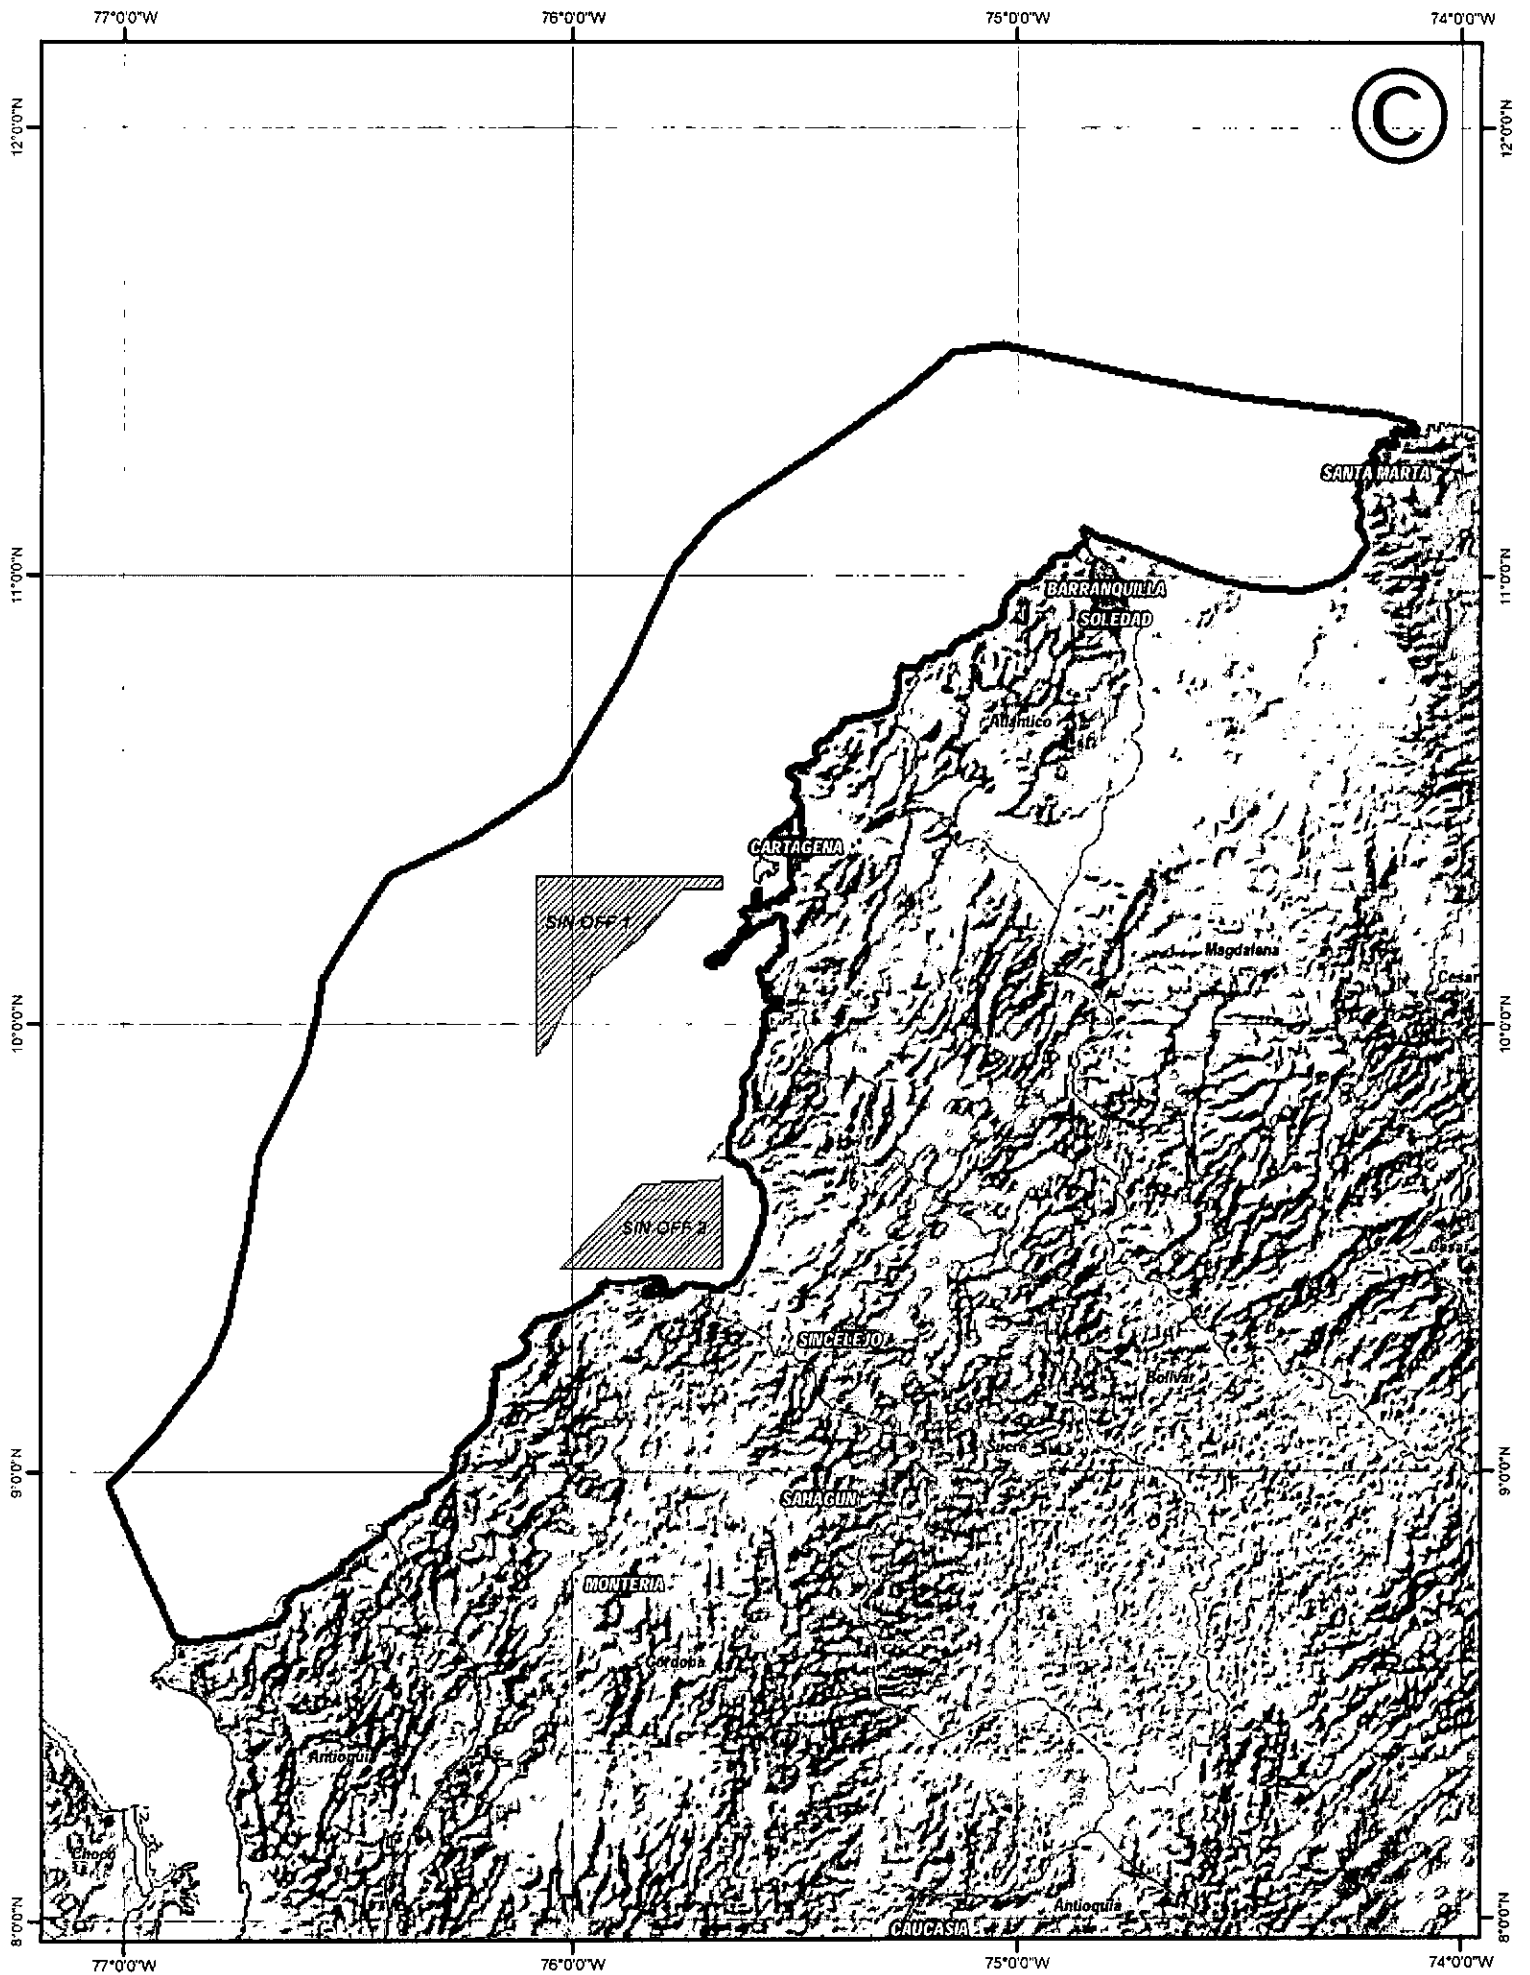 77°0'0"W 76°0'0"W 75°0'0"W 74°0'0"W
©
12°0'0"N 12°0'0"N
SANTA MARTA
11°0'0"N 11°0'0"N
BARRANQUILLA
SOLEDAD
Atlántico
CARTAGENA
SIN OFF 1
Magdalena
Cesar
10°0'0"N 10°0'0"N
SIN OFF 2
Cesar
SINCELEJO
Bolívar
Sucre
9°0'0"N 9°0'0"N
SAHAGUN
MONTERIA
Córdoba
Antioquia
Chocó
Antioquia
CAUCASIA
8°0'0"N 8°0'0"N
77°0'0"W 76°0'0"W 75°0'0"W 74°0'0"W